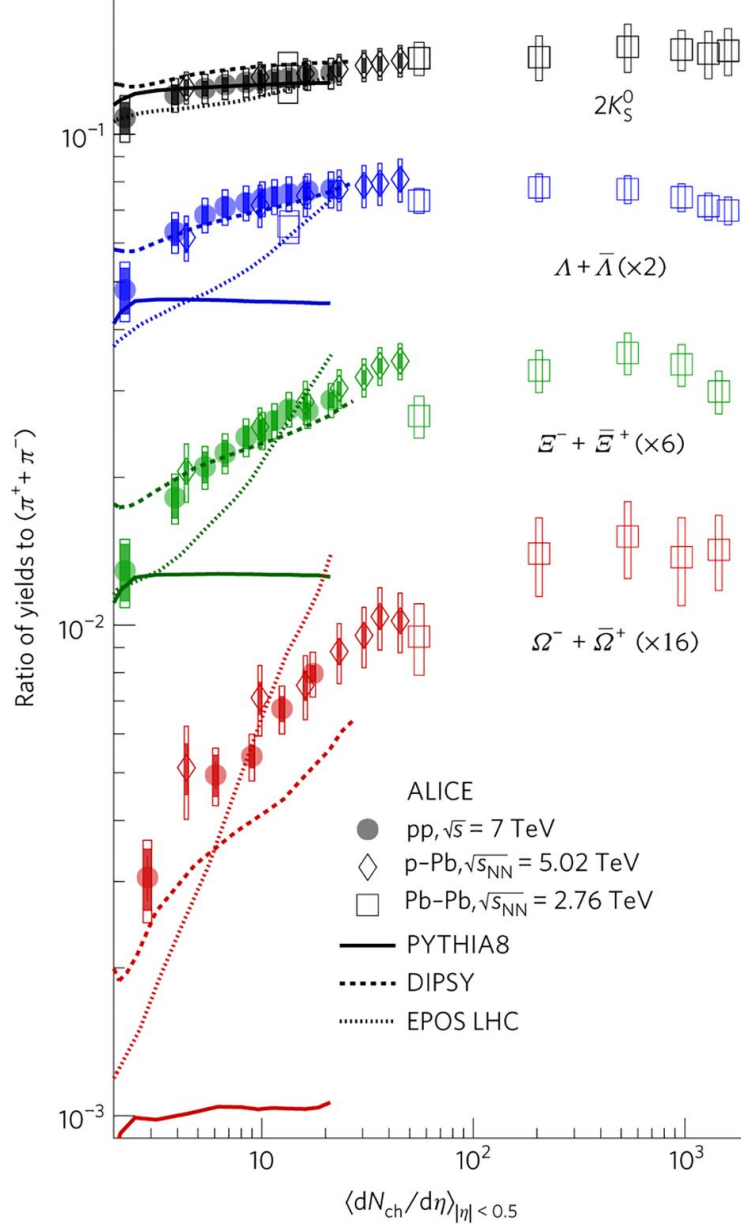 Ratio of yields to (π⁺ + π⁻)
10⁻¹
10⁻²
10⁻³
2K⁰_S
Λ + Λ̅ (×2)
Ξ⁻ + Ξ̅⁺ (×6)
Ω⁻ + Ω̅⁺ (×16)
ALICE
pp, √s = 7 TeV
p–Pb, √s_NN = 5.02 TeV
Pb–Pb, √s_NN = 2.76 TeV
PYTHIA8
DIPSY
EPOS LHC
10
10²
10³
⟨dN_ch/dη⟩_|η| < 0.5